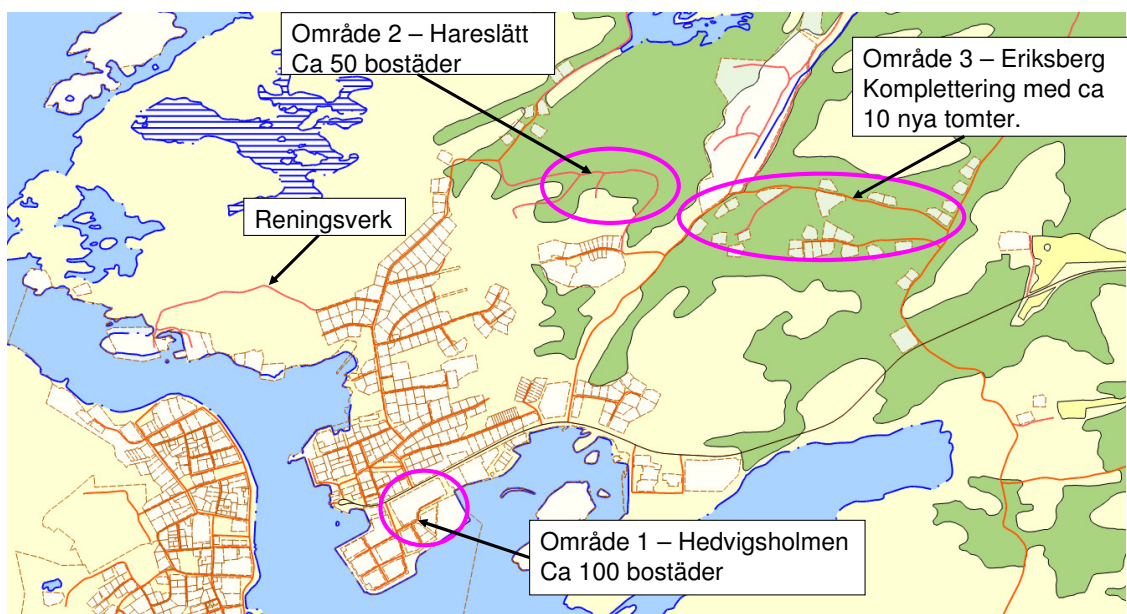 Område 2 – Hareslätt
Ca 50 bostäder
Område 3 – Eriksberg
Komplettering med ca
10 nya tomter.
Reningsverk
Område 1 – Hedvigsholmen
Ca 100 bostäder